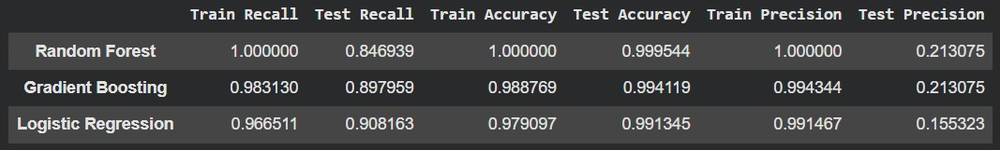 Train Recall Test Recall Train Accuracy Test Accuracy Train Precision Test Precision
Random Forest 1.000000 0.846939 1.000000 0.999544 1.000000 0.213075
Gradient Boosting 0.983130 0.897959 0.988769 0.994119 0.994344 0.213075
Logistic Regression 0.966511 0.908163 0.979097 0.991345 0.991467 0.155323